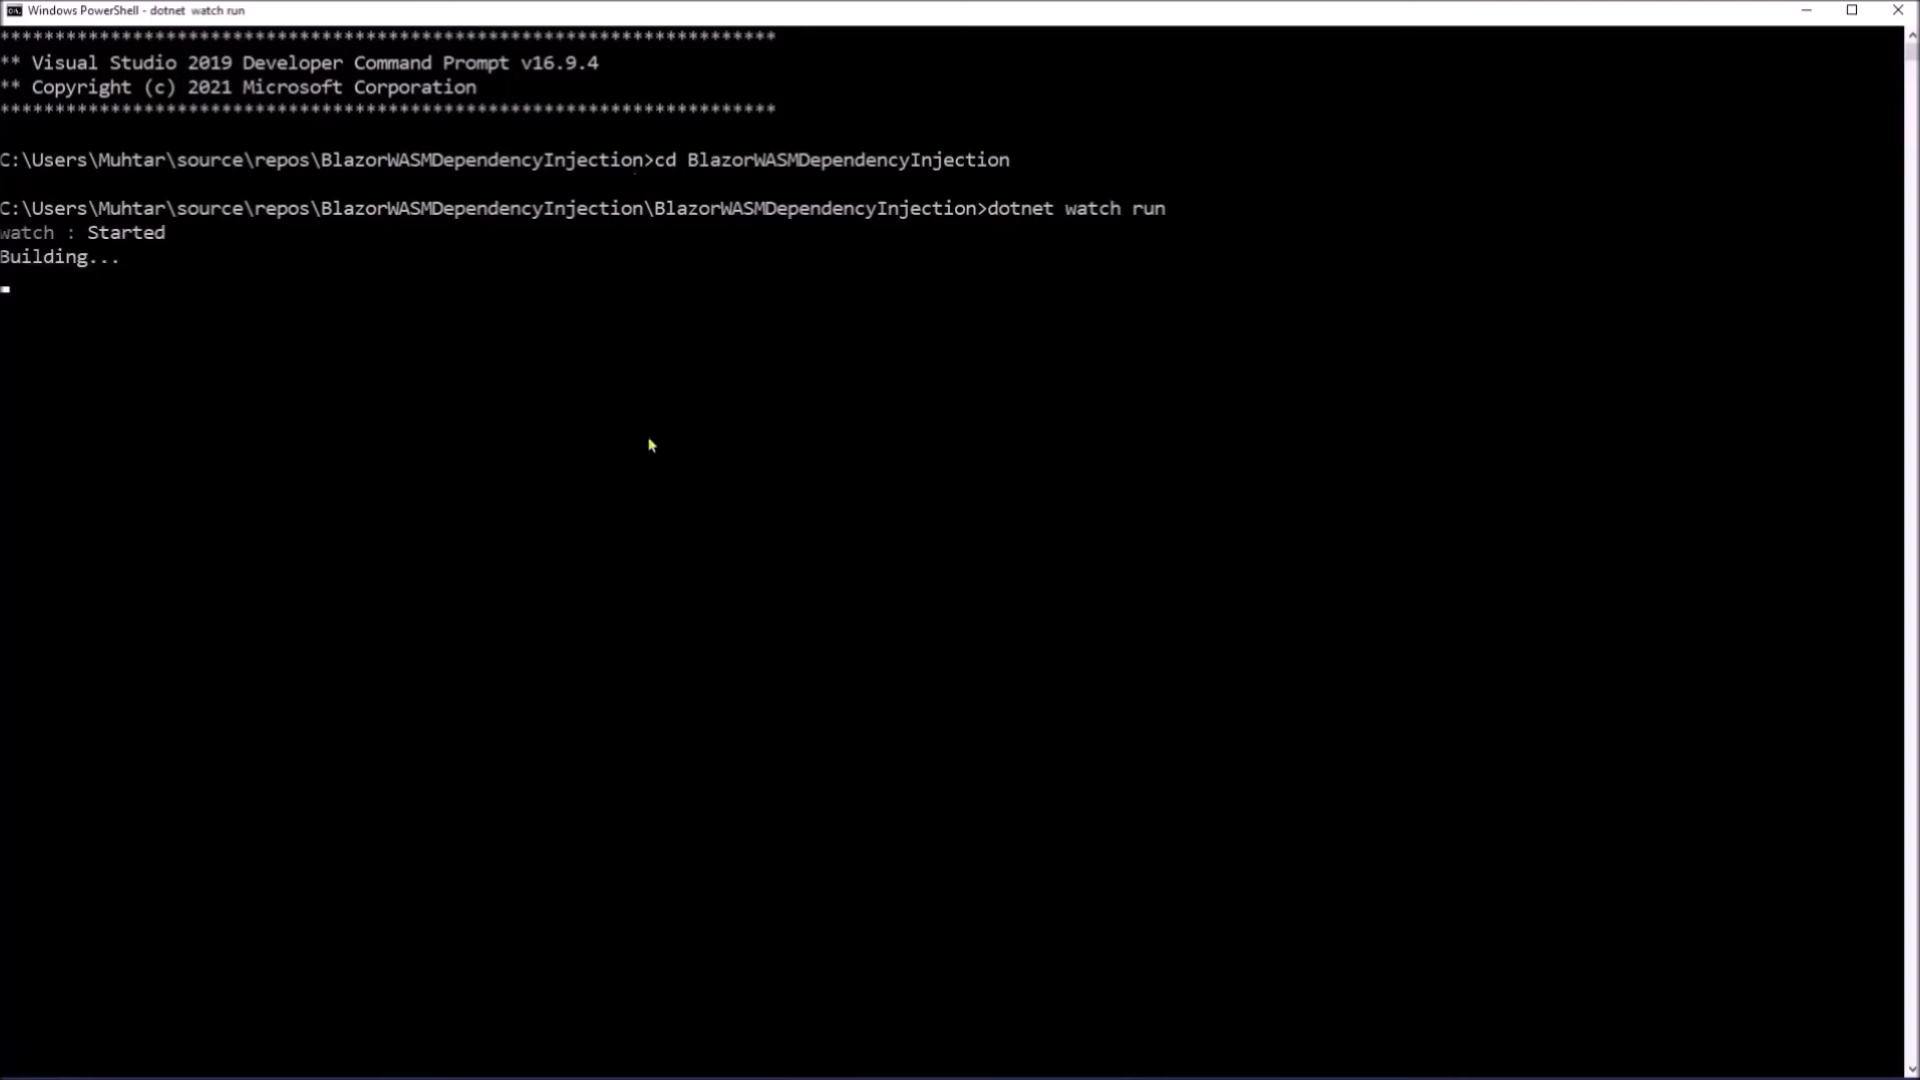 Windows PowerShell - dotnet  watch run
**********************************************************************
** Visual Studio 2019 Developer Command Prompt v16.9.4
** Copyright (c) 2021 Microsoft Corporation
**********************************************************************
C:\Users\Muhtar\source\repos\BlazorWASMDependencyInjection>cd BlazorWASMDependencyInjection
C:\Users\Muhtar\source\repos\BlazorWASMDependencyInjection\BlazorWASMDependencyInjection>dotnet watch run
watch : Started
Building...